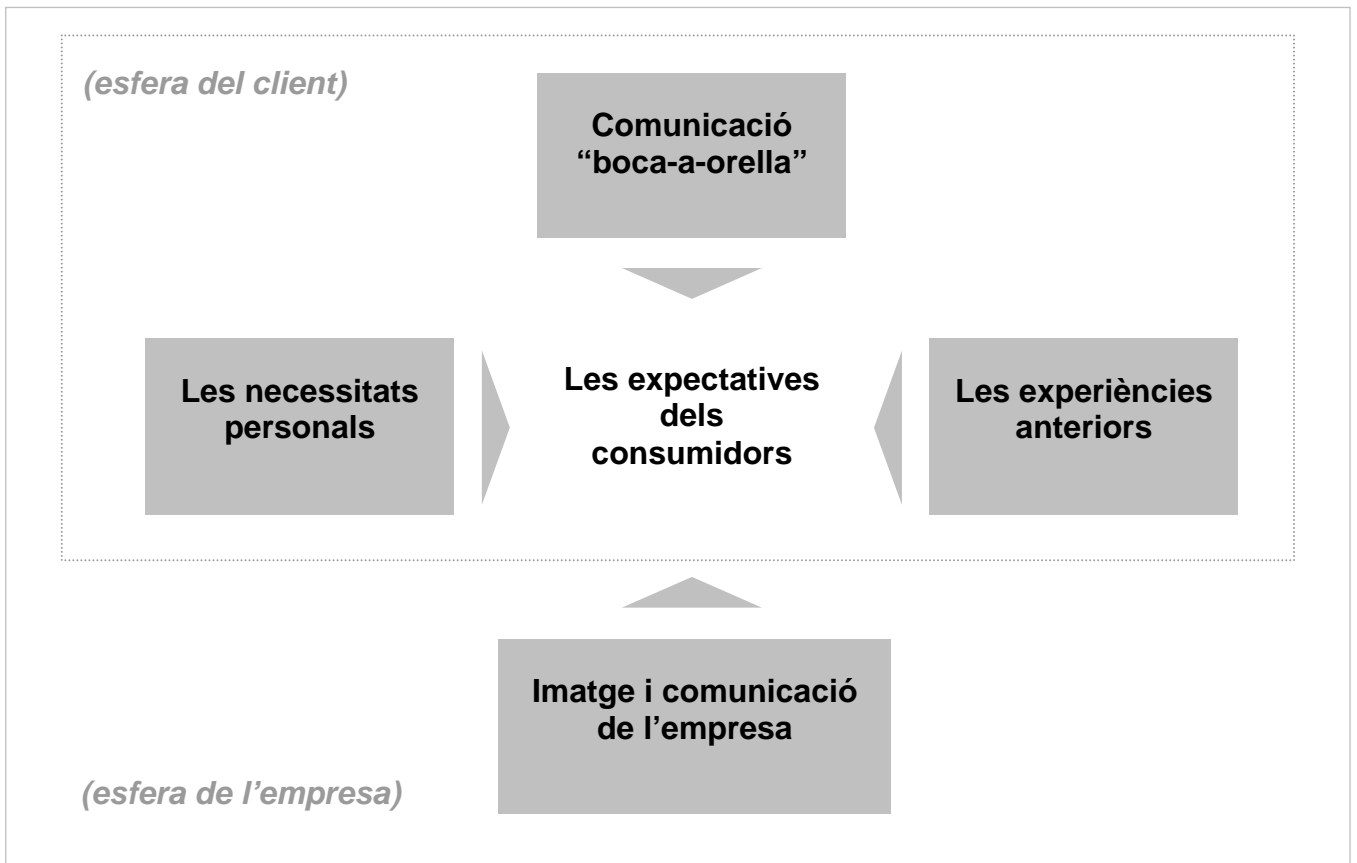 (esfera del client)
Comunicació
“boca-a-orella”
Les necessitats
personals
Les expectatives
dels
consumidors
Les experiències
anteriors
Imatge i comunicació
de l’empresa
(esfera de l’empresa)